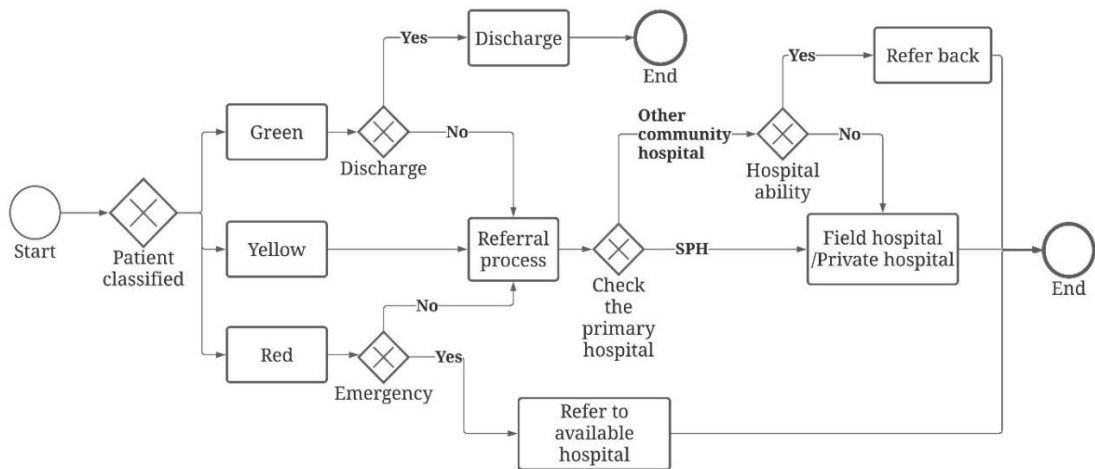 Yes
Discharge
End
Green
No
Discharge
Start
Patient
classified
Yellow
Referral
process
Red
No
Emergency
Yes
Refer to
available
hospital
Check
the
primary
hospital
Other
community
hospital
SPH
Hospital
ability
Yes
Refer back
No
Field hospital
/Private hospital
End